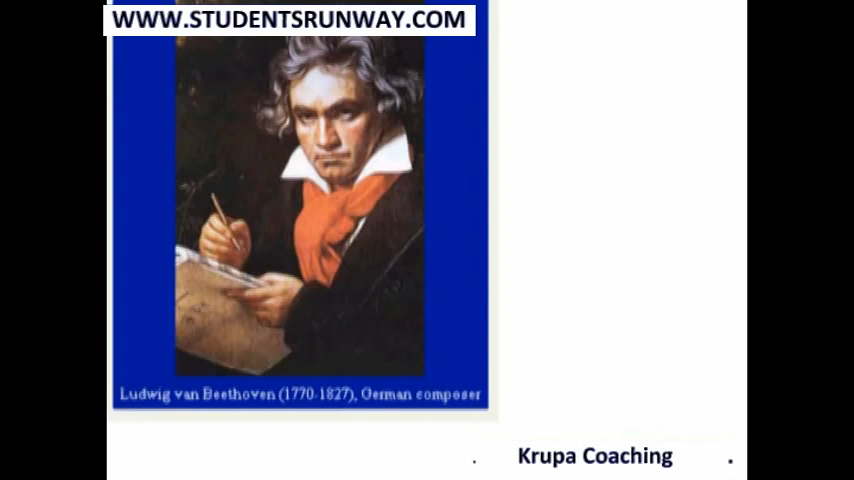 WWW.STUDENTSRUNWAY.COM
Ludwig van Beethoven (1770-1827), German composer
. Krupa Coaching .